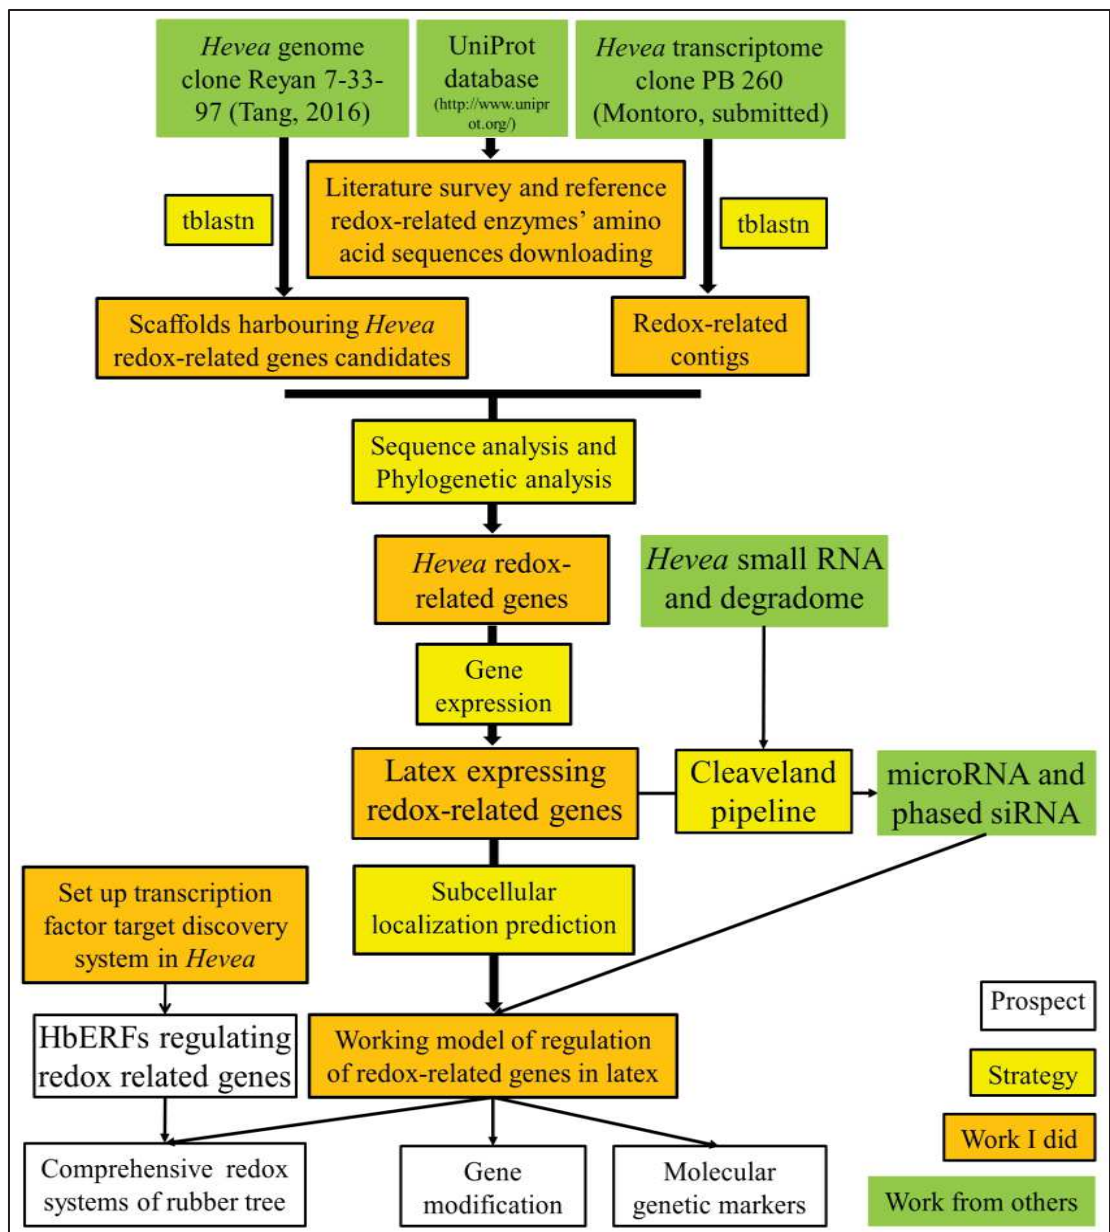 Hevea genome
clone Reyan 7-33-
97 (Tang, 2016)
UniProt
database
(http://www.unipr
ot.org/)
Hevea transcriptome
clone PB 260
(Montoro, submitted)
tblastn
Literature survey and reference
redox-related enzymes’ amino
acid sequences downloading
tblastn
Scaffolds harbouring Hevea
redox-related genes candidates
Redox-related
contigs
Sequence analysis and
Phylogenetic analysis
Hevea redox-
related genes
Hevea small RNA
and degradome
Gene
expression
Latex expressing
redox-related genes
Cleaveland
pipeline
microRNA and
phased siRNA
Subcellular
localization prediction
Set up transcription
factor target discovery
system in Hevea
HbERFs regulating
redox related genes
Working model of regulation
of redox-related genes in latex
Comprehensive redox
systems of rubber tree
Gene
modification
Molecular
genetic markers
Prospect
Strategy
Work I did
Work from others